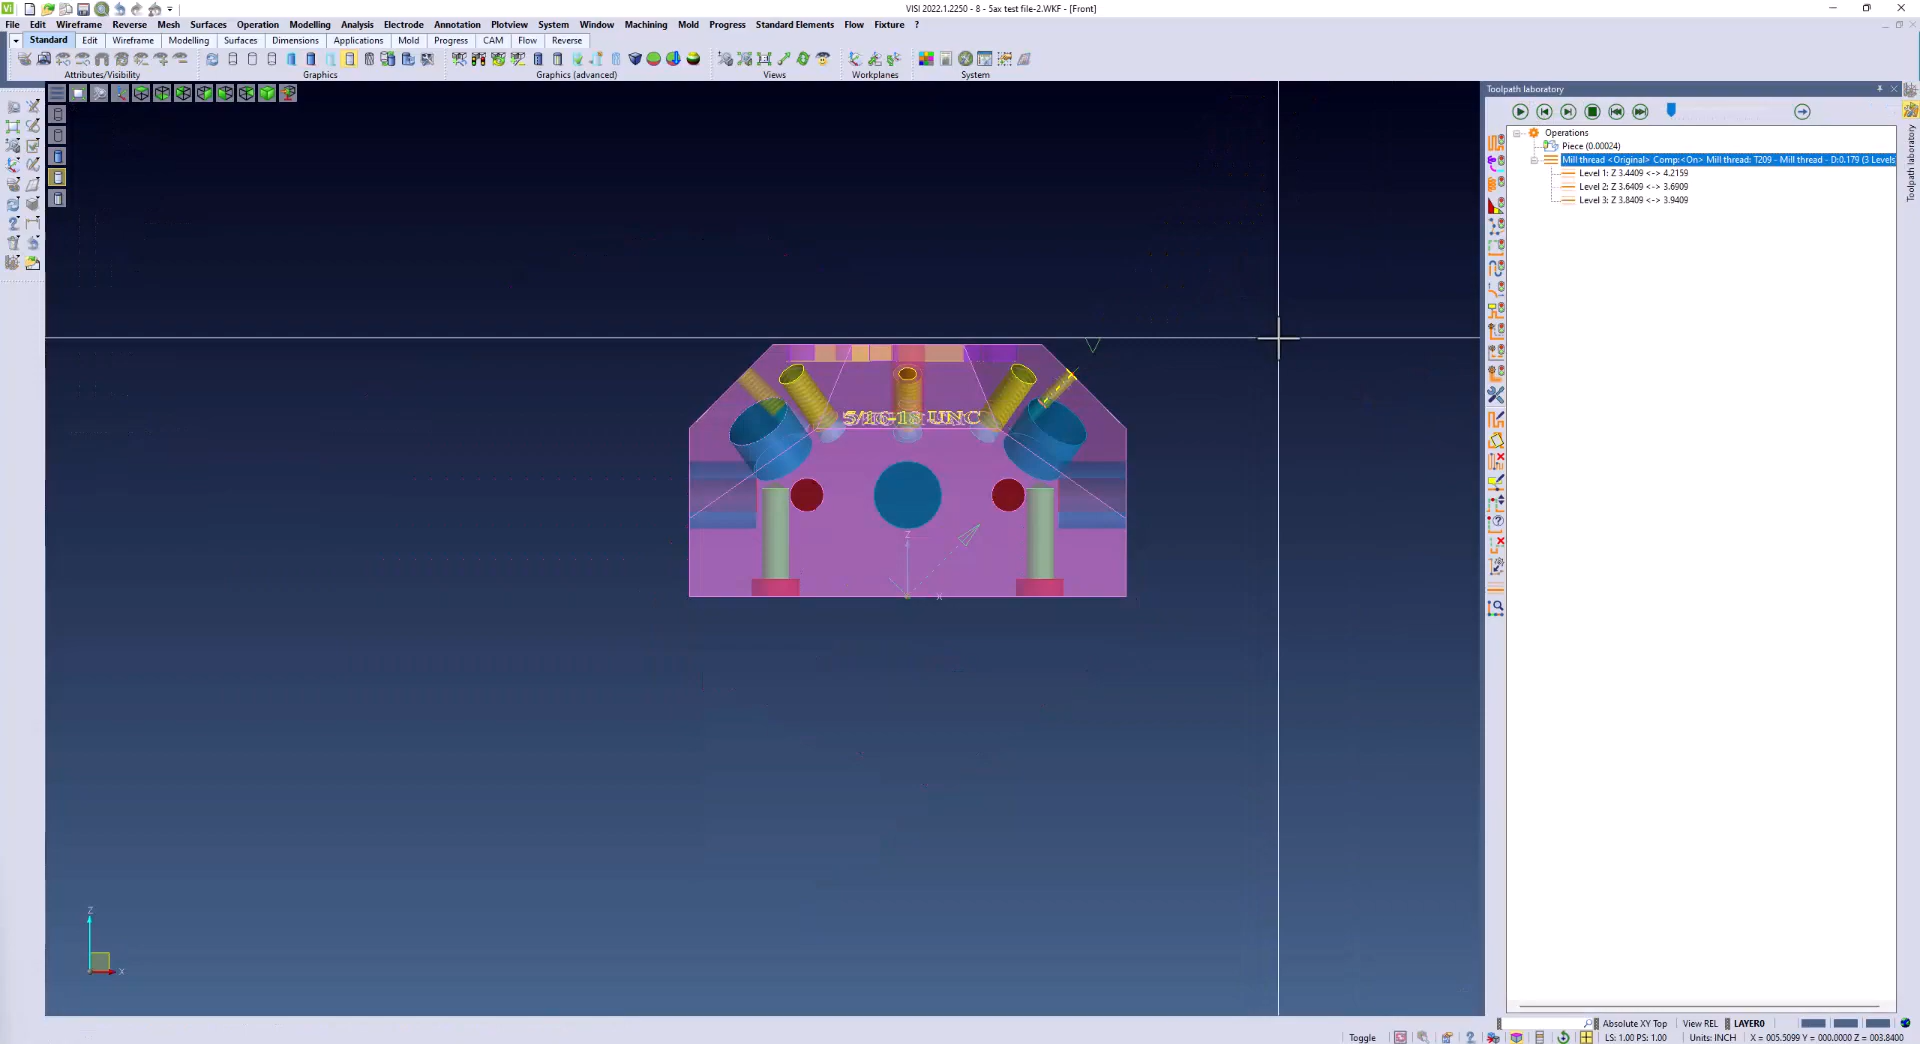 VISI 2022.1.2250 - 8 - 5ax test file-2.WKF - [Front]
File Edit Wireframe Reverse Mesh Surfaces Operation Modelling Analysis Electrode Annotation Plotview System Window Machining Mold Progress Standard Elements Flow Fixture ?
Standard Edit Wireframe Modelling Surfaces Dimensions Applications Mold Progress CAM Flow Reverse
Attributes/Visibility Graphics Graphics (advanced) Views Workplanes System
Toolpath laboratory
Operations
Piece (0.00024)
Mill thread <Original> Comp:<On> Mill thread: T209 - Mill thread - D:0.179 (3 Levels
Level 1: Z 3.4409 <-> 4.2159
Level 2: Z 3.6409 <-> 3.6909
Level 3: Z 3.8409 <-> 3.9409
Toolpath laboratory
5/16-18 UNC
Z
X
Z
X
Absolute XY Top View REL LAYER0
Toggle LS: 1.00 PS: 1.00 Units: INCH X = 005.5099 Y = 000.0000 Z = 003.8400